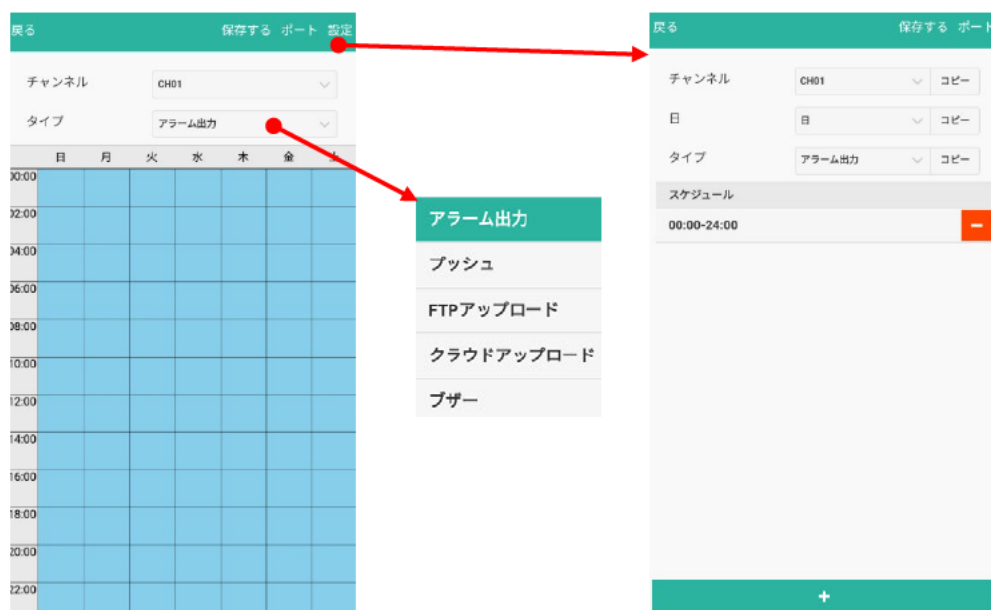 戻る 保存する ポート 設定
チャンネル CH01
タイプ アラーム出力
日 月 火 水 木 金 土
00:00
02:00
04:00
06:00
08:00
10:00
12:00
14:00
16:00
18:00
20:00
22:00
アラーム出力
プッシュ
FTPアップロード
クラウドアップロード
ブザー
戻る 保存する ポート
チャンネル CH01 コピー
日 日 コピー
タイプ アラーム出力 コピー
スケジュール
00:00-24:00
+